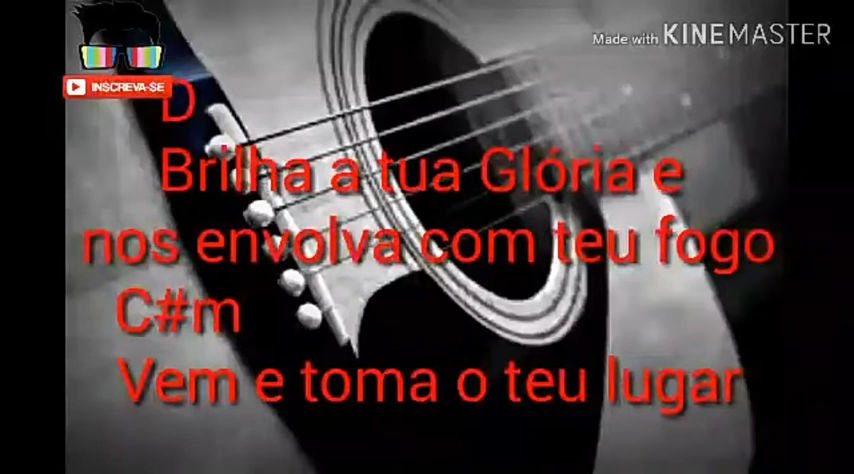 Made with KINEMASTER
INSCREVA-SE
D
Brilha a tua Glória e
nos envolva com teu fogo
C#m
Vem e toma o teu lugar